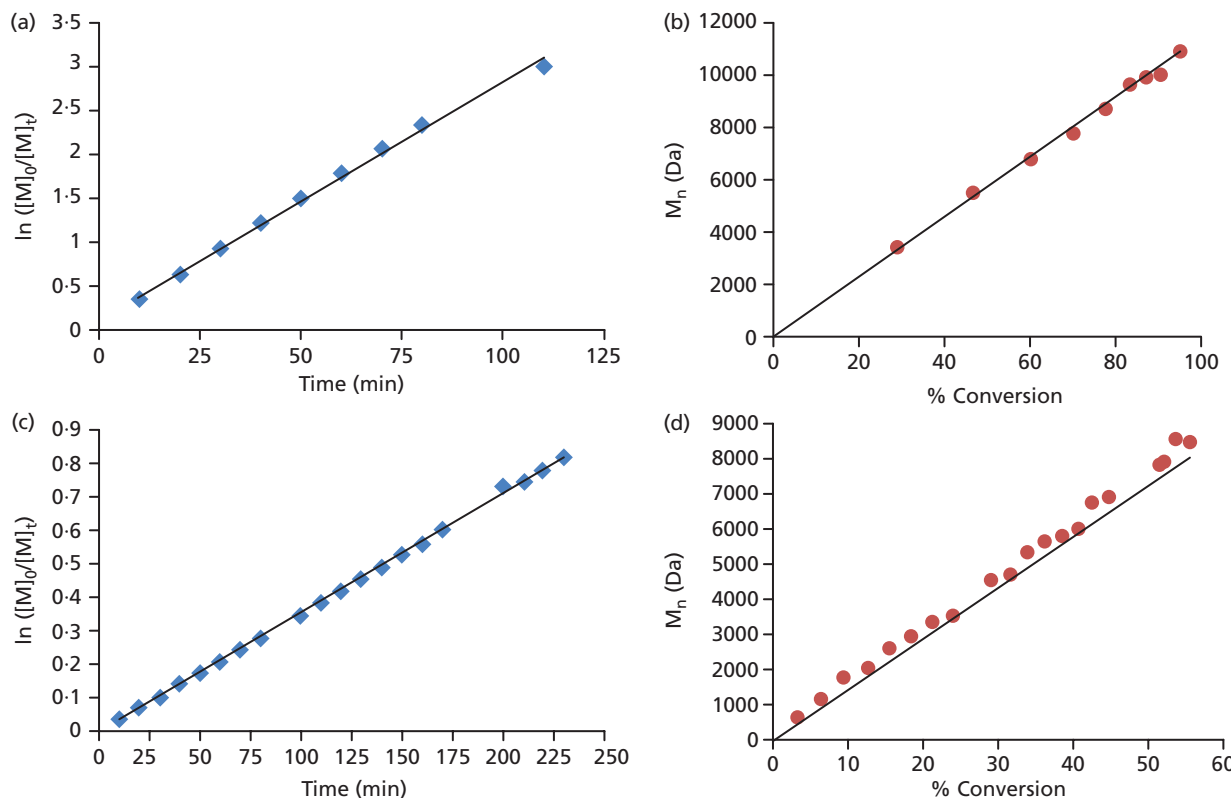 (a)
3·5
3
2·5
2
1·5
1
0·5
0
ln ([M]0/[M]t)
0 25 50 75 100 125
Time (min)
(b)
12000
10000
8000
6000
4000
2000
0
Mn (Da)
0 20 40 60 80 100
% Conversion
(c)
0·9
0·8
0·7
0·6
0·5
0·4
0·3
0·2
0·1
0
ln ([M]0/[M]t)
0 25 50 75 100 125 150 175 200 225 250
Time (min)
(d)
9000
8000
7000
6000
5000
4000
3000
2000
1000
0
Mn (Da)
0 10 20 30 40 50 60
% Conversion